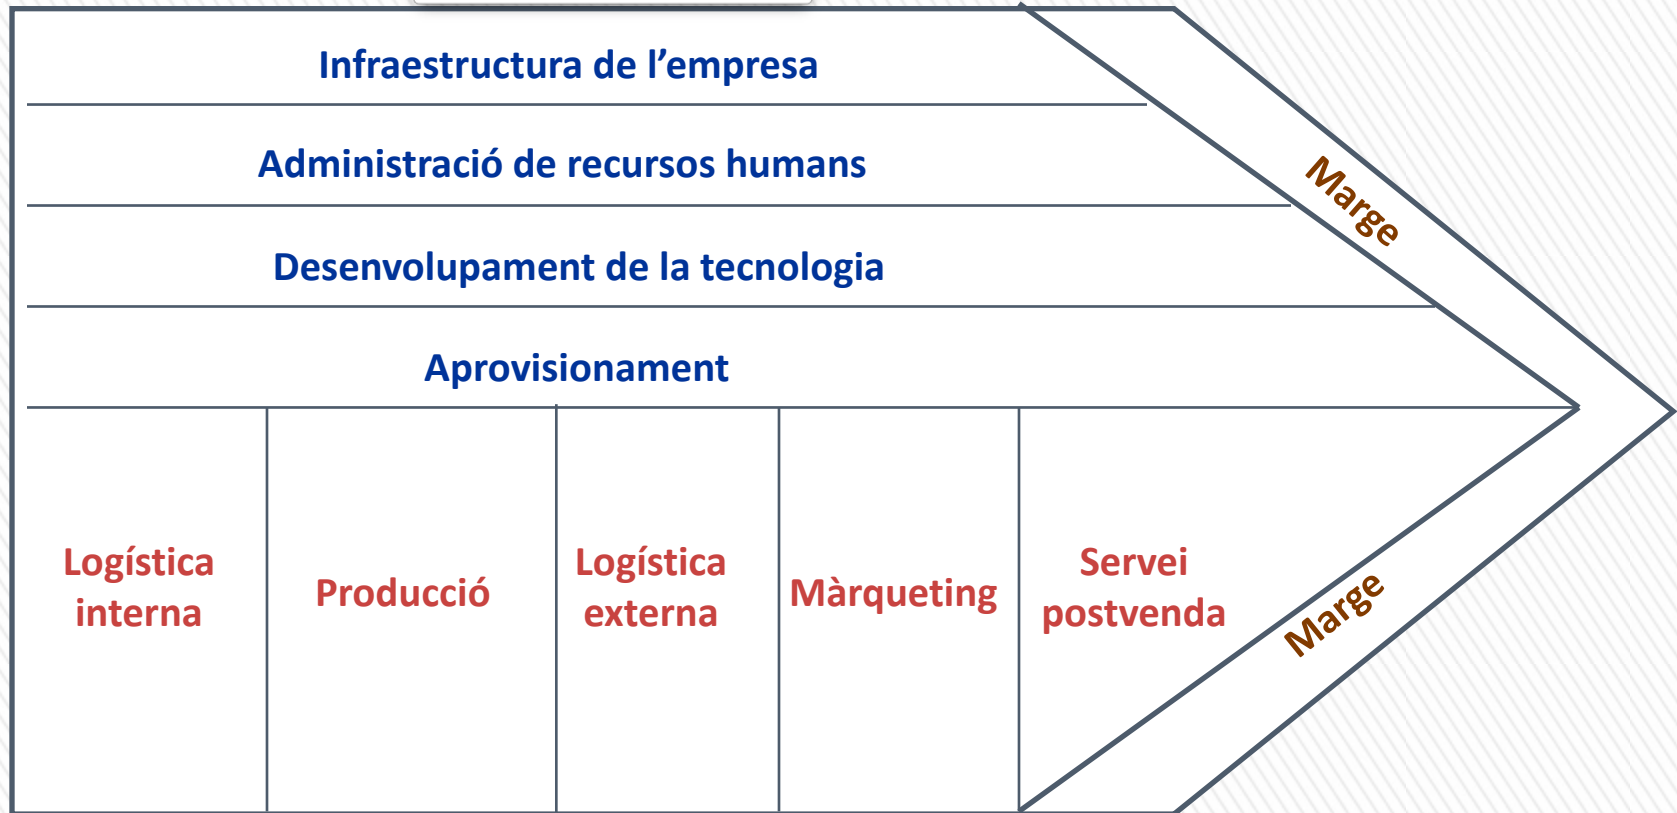 Infraestructura de l’empresa
Administració de recursos humans
Desenvolupament de la tecnologia
Aprovisionament
Marge
Logística
interna
Producció
Logística
externa
Màrqueting
Servei
postvenda
Marge